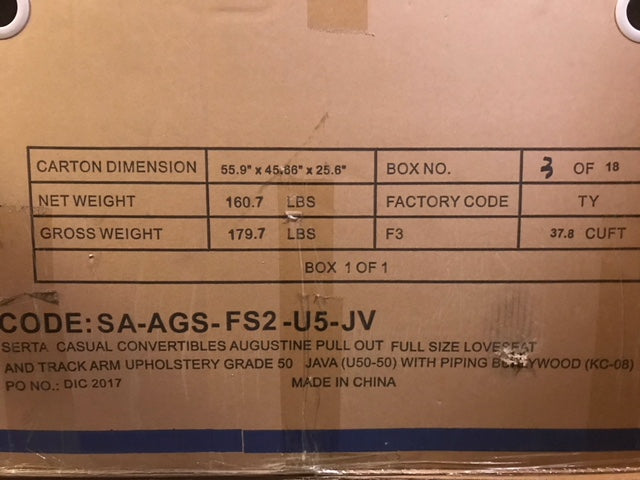 CARTON DIMENSION 55.9" x 45.66" x 25.6" BOX NO. 3 OF 18
NET WEIGHT 160.7 LBS FACTORY CODE TY
GROSS WEIGHT 179.7 LBS F3 37.8 CUFT
BOX 1 OF 1
CODE: SA-AGS-FS2-U5-JV
SERTA CASUAL CONVERTIBLES AUGUSTINE PULL OUT FULL SIZE LOVESEAT
AND TRACK ARM UPHOLSTERY GRADE 50 JAVA (U50-50) WITH PIPING (KC-08)
PO NO.: DIC 2017 MADE IN CHINA